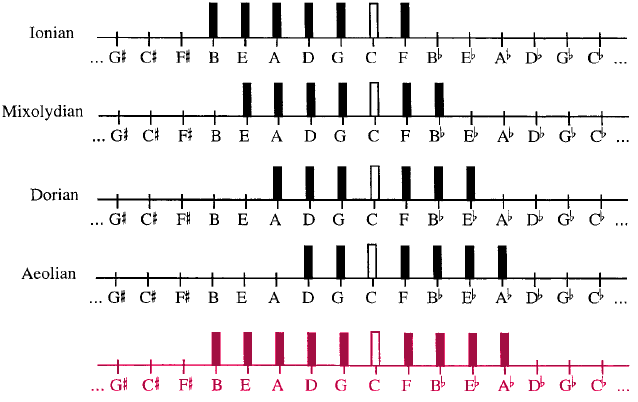 Ionian
... G♯ C♯ F♯ B E A D G C F B♭ E♭ A♭ D♭ G♭ C♭ ...
Mixolydian
... G♯ C♯ F♯ B E A D G C F B♭ E♭ A♭ D♭ G♭ C♭ ...
Dorian
... G♯ C♯ F♯ B E A D G C F B♭ E♭ A♭ D♭ G♭ C♭ ...
Aeolian
... G♯ C♯ F♯ B E A D G C F B♭ E♭ A♭ D♭ G♭ C♭ ...
... G♯ C♯ F♯ B E A D G C F B♭ E♭ A♭ D♭ G♭ C♭ ...